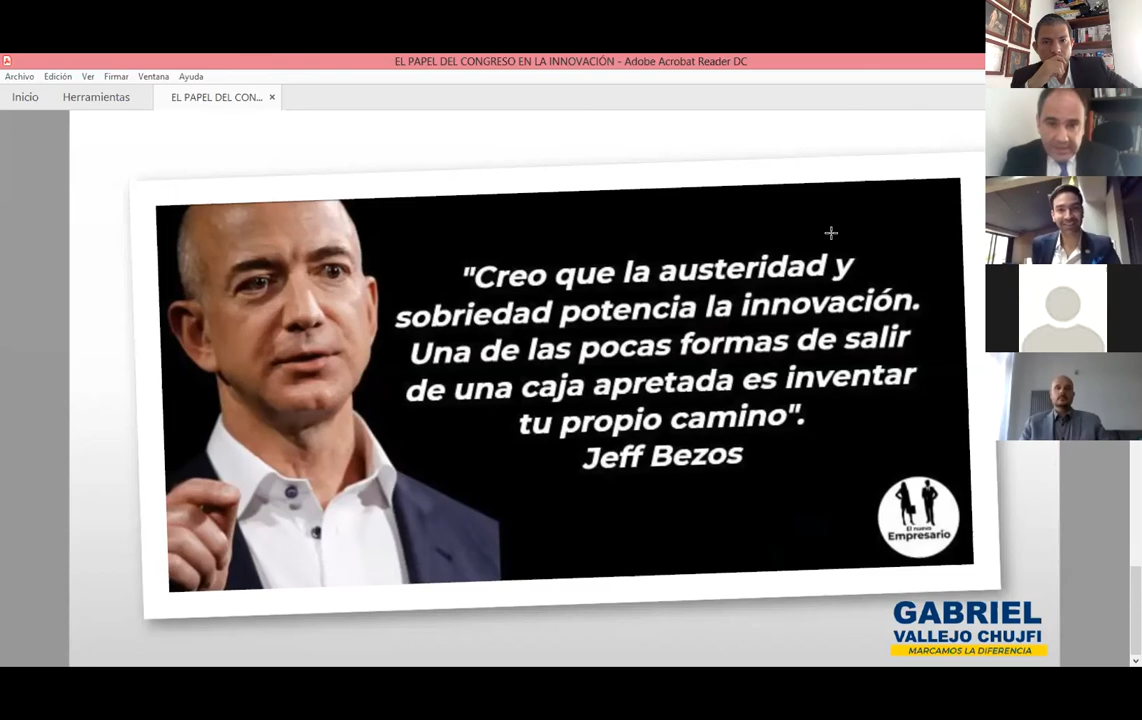 EL PAPEL DEL CONGRESO EN LA INNOVACIÓN - Adobe Acrobat Reader DC
Archivo Edición Ver Firmar Ventana Ayuda
Inicio Herramientas EL PAPEL DEL CON... ×
"Creo que la austeridad y
sobriedad potencia la innovación.
Una de las pocas formas de salir
de una caja apretada es inventar
tu propio camino".
Jeff Bezos
El nuevo
Empresario
GABRIEL
VALLEJO CHUJFI
MARCAMOS LA DIFERENCIA